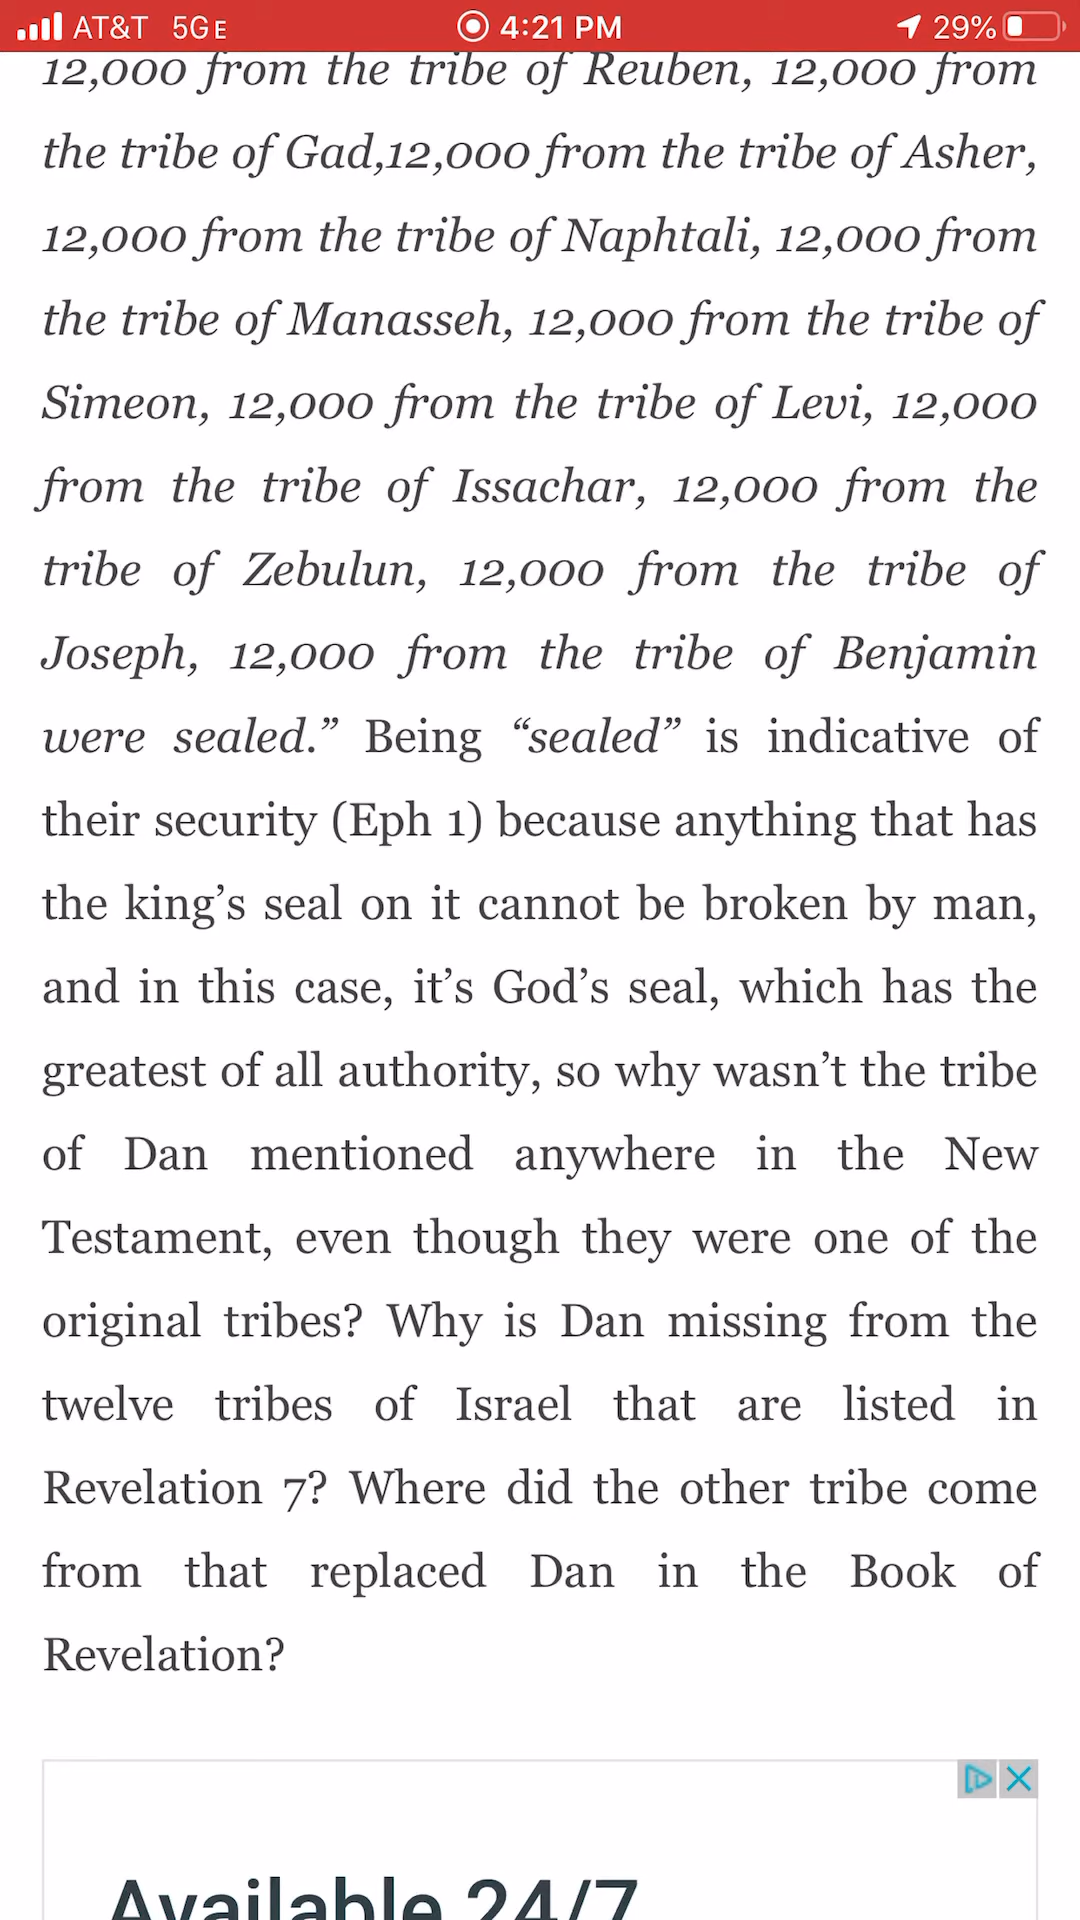 AT&T 5GE 4:21 PM 29%
12,000 from the tribe of Reuben, 12,000 from
the tribe of Gad,12,000 from the tribe of Asher,
12,000 from the tribe of Naphtali, 12,000 from
the tribe of Manasseh, 12,000 from the tribe of
Simeon, 12,000 from the tribe of Levi, 12,000
from the tribe of Issachar, 12,000 from the
tribe of Zebulun, 12,000 from the tribe of
Joseph, 12,000 from the tribe of Benjamin
were sealed.” Being “sealed” is indicative of
their security (Eph 1) because anything that has
the king’s seal on it cannot be broken by man,
and in this case, it’s God’s seal, which has the
greatest of all authority, so why wasn’t the tribe
of Dan mentioned anywhere in the New
Testament, even though they were one of the
original tribes? Why is Dan missing from the
twelve tribes of Israel that are listed in
Revelation 7? Where did the other tribe come
from that replaced Dan in the Book of
Revelation?
Available 24/7